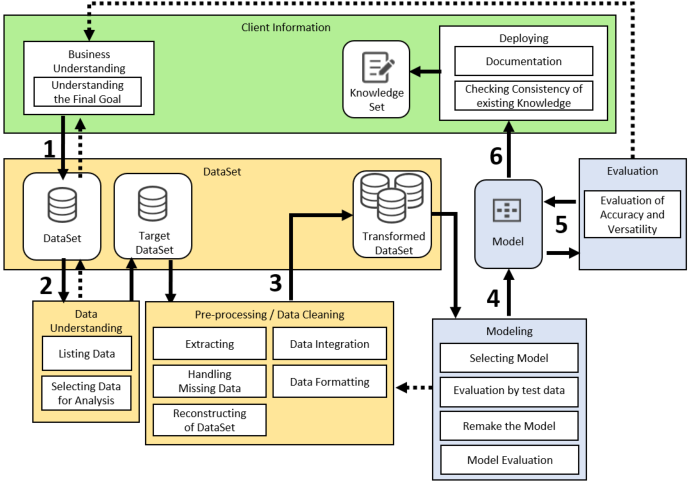 Client Information
Business
Understanding
Understanding
the Final Goal
Knowledge
Set
Deploying
Documentation
Checking Consistency of
existing Knowledge
1
6
DataSet
DataSet
Target
DataSet
Transformed
DataSet
Model
5
Evaluation
Evaluation of
Accuracy and
Versatility
2
3
4
Data
Understanding
Listing Data
Selecting Data
for Analysis
Pre-processing / Data Cleaning
Extracting
Data Integration
Handling
Missing Data
Data Formatting
Reconstructing
of DataSet
Modeling
Selecting Model
Evaluation by test data
Remake the Model
Model Evaluation